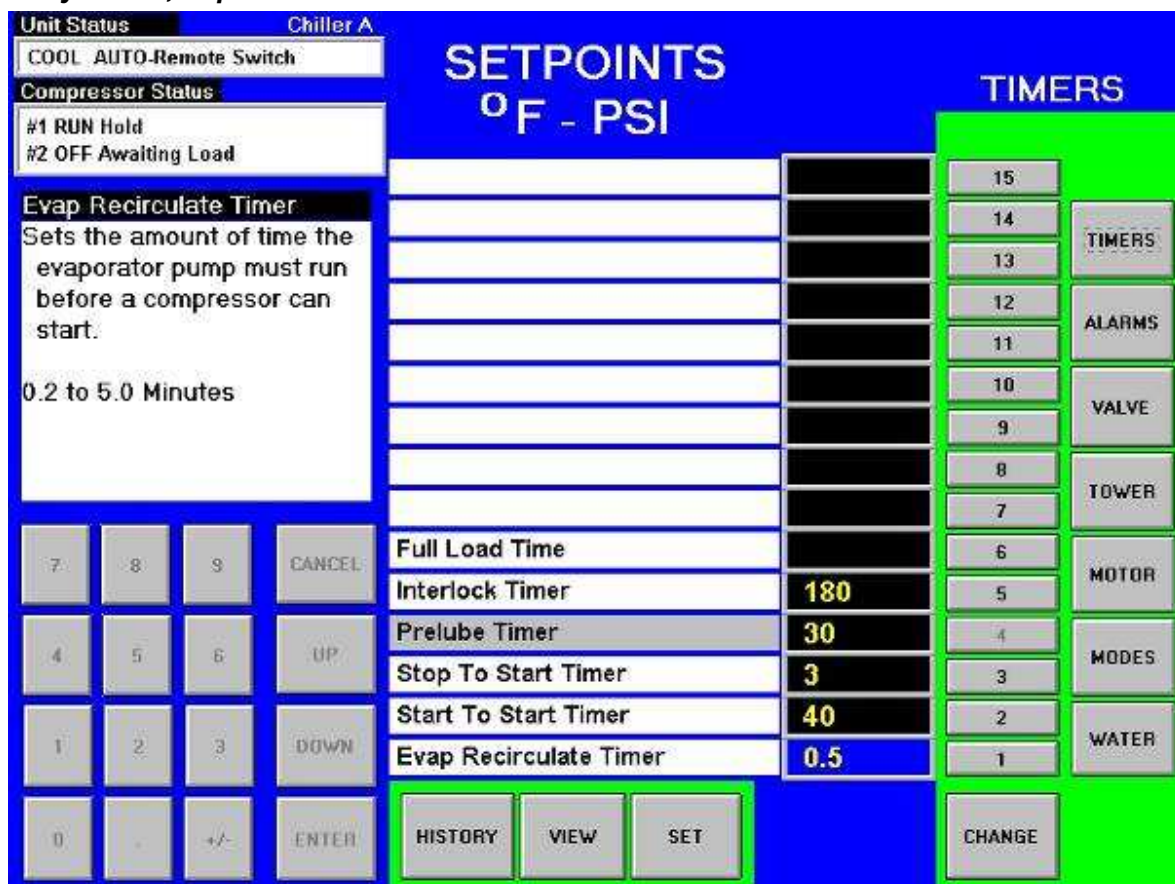 Unit Status Chiller A
COOL AUTO-Remote Switch
Compressor Status
#1 RUN Hold
#2 OFF Awaiting Load
Evap Recirculate Timer
Sets the amount of time the
evaporator pump must run
before a compressor can
start.
0.2 to 5.0 Minutes
7 8 9 CANCEL
4 5 6 UP
1 2 3 DOWN
0 . +/- ENTER
SETPOINTS
°F - PSI
Full Load Time
Interlock Timer 180
Prelube Timer 30
Stop To Start Timer 3
Start To Start Timer 40
Evap Recirculate Timer 0.5
HISTORY VIEW SET
TIMERS
15
14
13
12
11
10
9
8
7
6
5
4
3
2
1
CHANGE
TIMERS
ALARMS
VALVE
TOWER
MOTOR
MODES
WATER